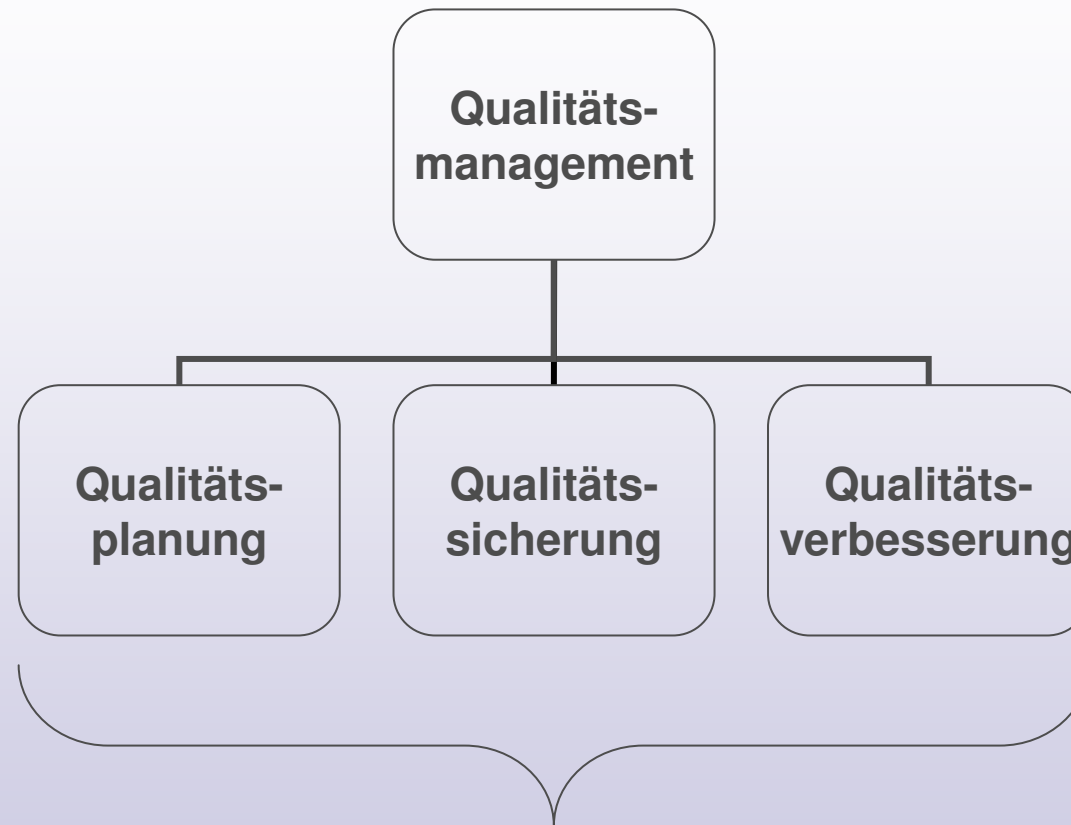 Qualitäts-
management
Qualitäts-
planung
Qualitäts-
sicherung
Qualitäts-
verbesserung